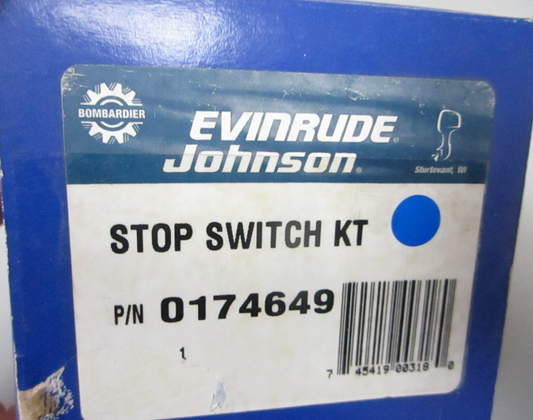 BOMBARDIER
EVINRUDE®
Johnson®
Sturtevant, WI
STOP SWITCH KT
P/N 0174649
1
7 45419 00318 0